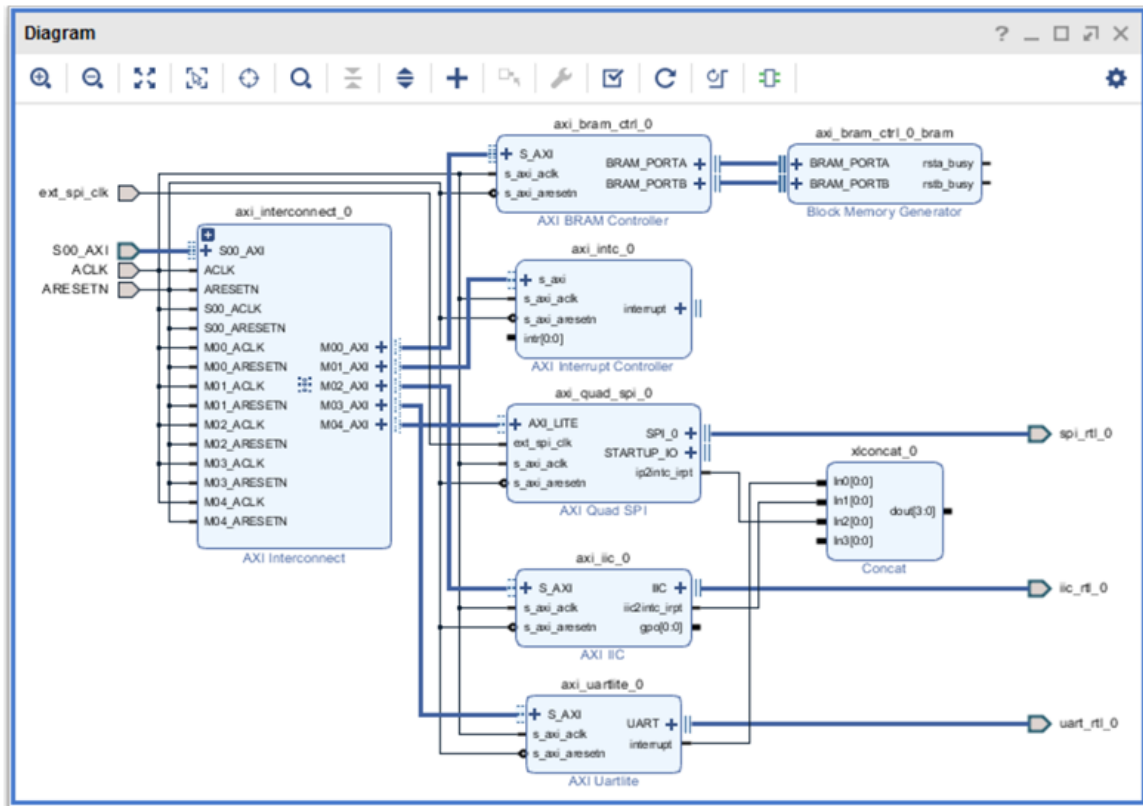 Diagram
?
axi_bram_ctrl_0
S_AXI
s_axi_aclk
s_axi_aresetn
BRAM_PORTA
BRAM_PORTB
AXI BRAM Controller
axi_bram_ctrl_0_bram
BRAM_PORTA
BRAM_PORTB
rsta_busy
rstb_busy
Block Memory Generator
ext_spi_clk
S00_AXI
ACLK
ARESETN
axi_interconnect_0
S00_AXI
ACLK
ARESETN
S00_ACLK
S00_ARESETN
M00_ACLK
M00_ARESETN
M01_ACLK
M01_ARESETN
M02_ACLK
M02_ARESETN
M03_ACLK
M03_ARESETN
M04_ACLK
M04_ARESETN
M00_AXI
M01_AXI
M02_AXI
M03_AXI
M04_AXI
AXI Interconnect
axi_intc_0
s_axi
s_axi_aclk
s_axi_aresetn
intr[0:0]
interrupt
AXI Interrupt Controller
axi_quad_spi_0
AXI_LITE
ext_spi_clk
s_axi_aclk
s_axi_aresetn
SPI_0
STARTUP_IO
ip2intc_irpt
AXI Quad SPI
spi_rtl_0
xlconcat_0
In0[0:0]
In1[0:0]
In2[0:0]
In3[0:0]
dout[3:0]
Concat
axi_iic_0
S_AXI
s_axi_aclk
s_axi_aresetn
IIC
iic2intc_irpt
gpo[0:0]
AXI IIC
iic_rtl_0
axi_uartlite_0
S_AXI
s_axi_aclk
s_axi_aresetn
UART
interrupt
AXI Uartlite
uart_rtl_0